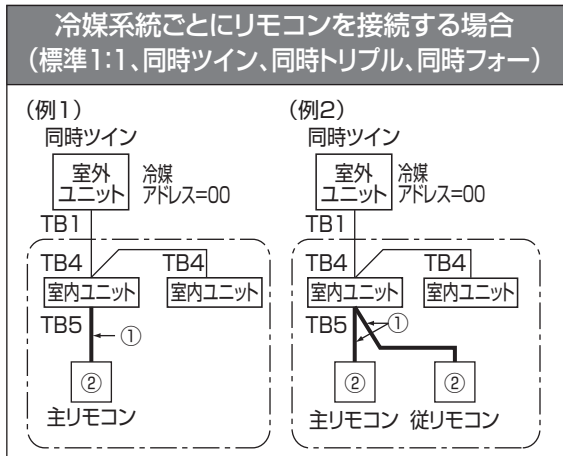 冷媒系統ごとにリモコンを接続する場合
(標準1:1、同時ツイン、同時トリプル、同時フォー)
(例1)
同時ツイン
室外
ユニット
冷媒
アドレス=00
TB1
TB4
TB4
室内ユニット
室内ユニット
TB5
①
②
主リモコン
(例2)
同時ツイン
室外
ユニット
冷媒
アドレス=00
TB1
TB4
TB4
室内ユニット
室内ユニット
TB5
①
②
②
主リモコン
従リモコン